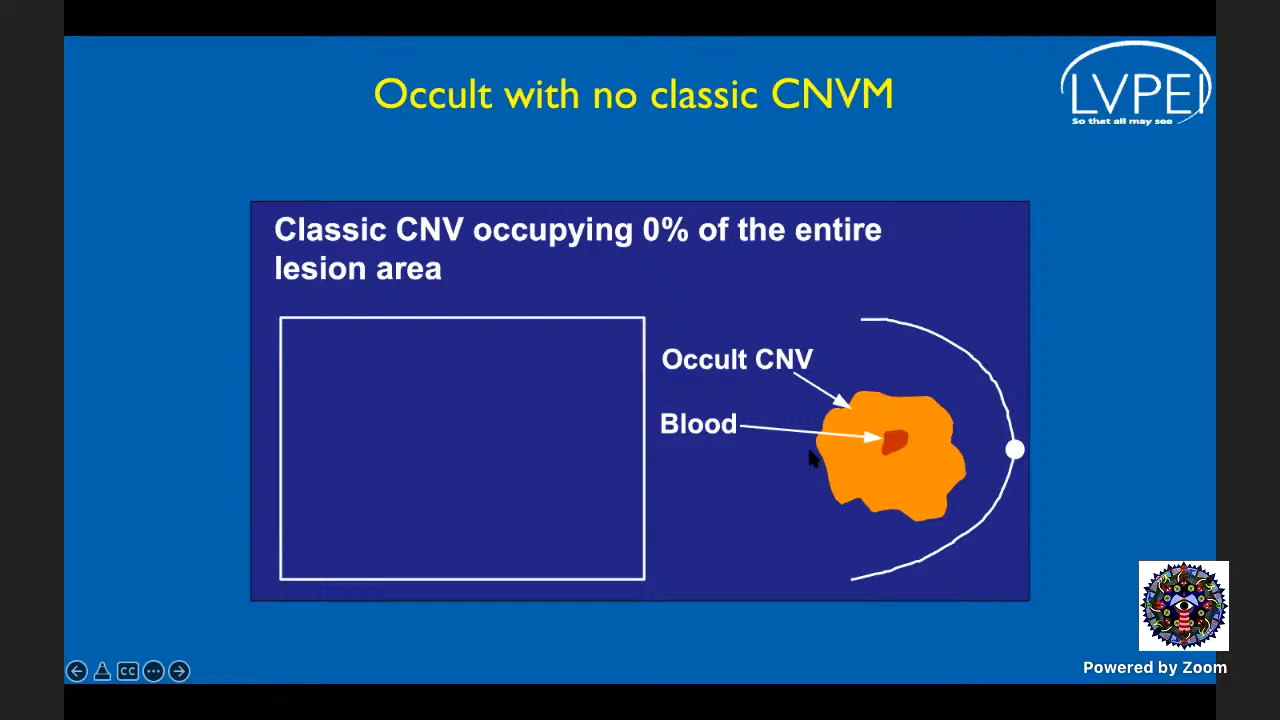 Occult with no classic CNVM
LVPEI
So that all may see
Classic CNV occupying 0% of the entire
lesion area
Occult CNV
Blood
CC
Powered by Zoom